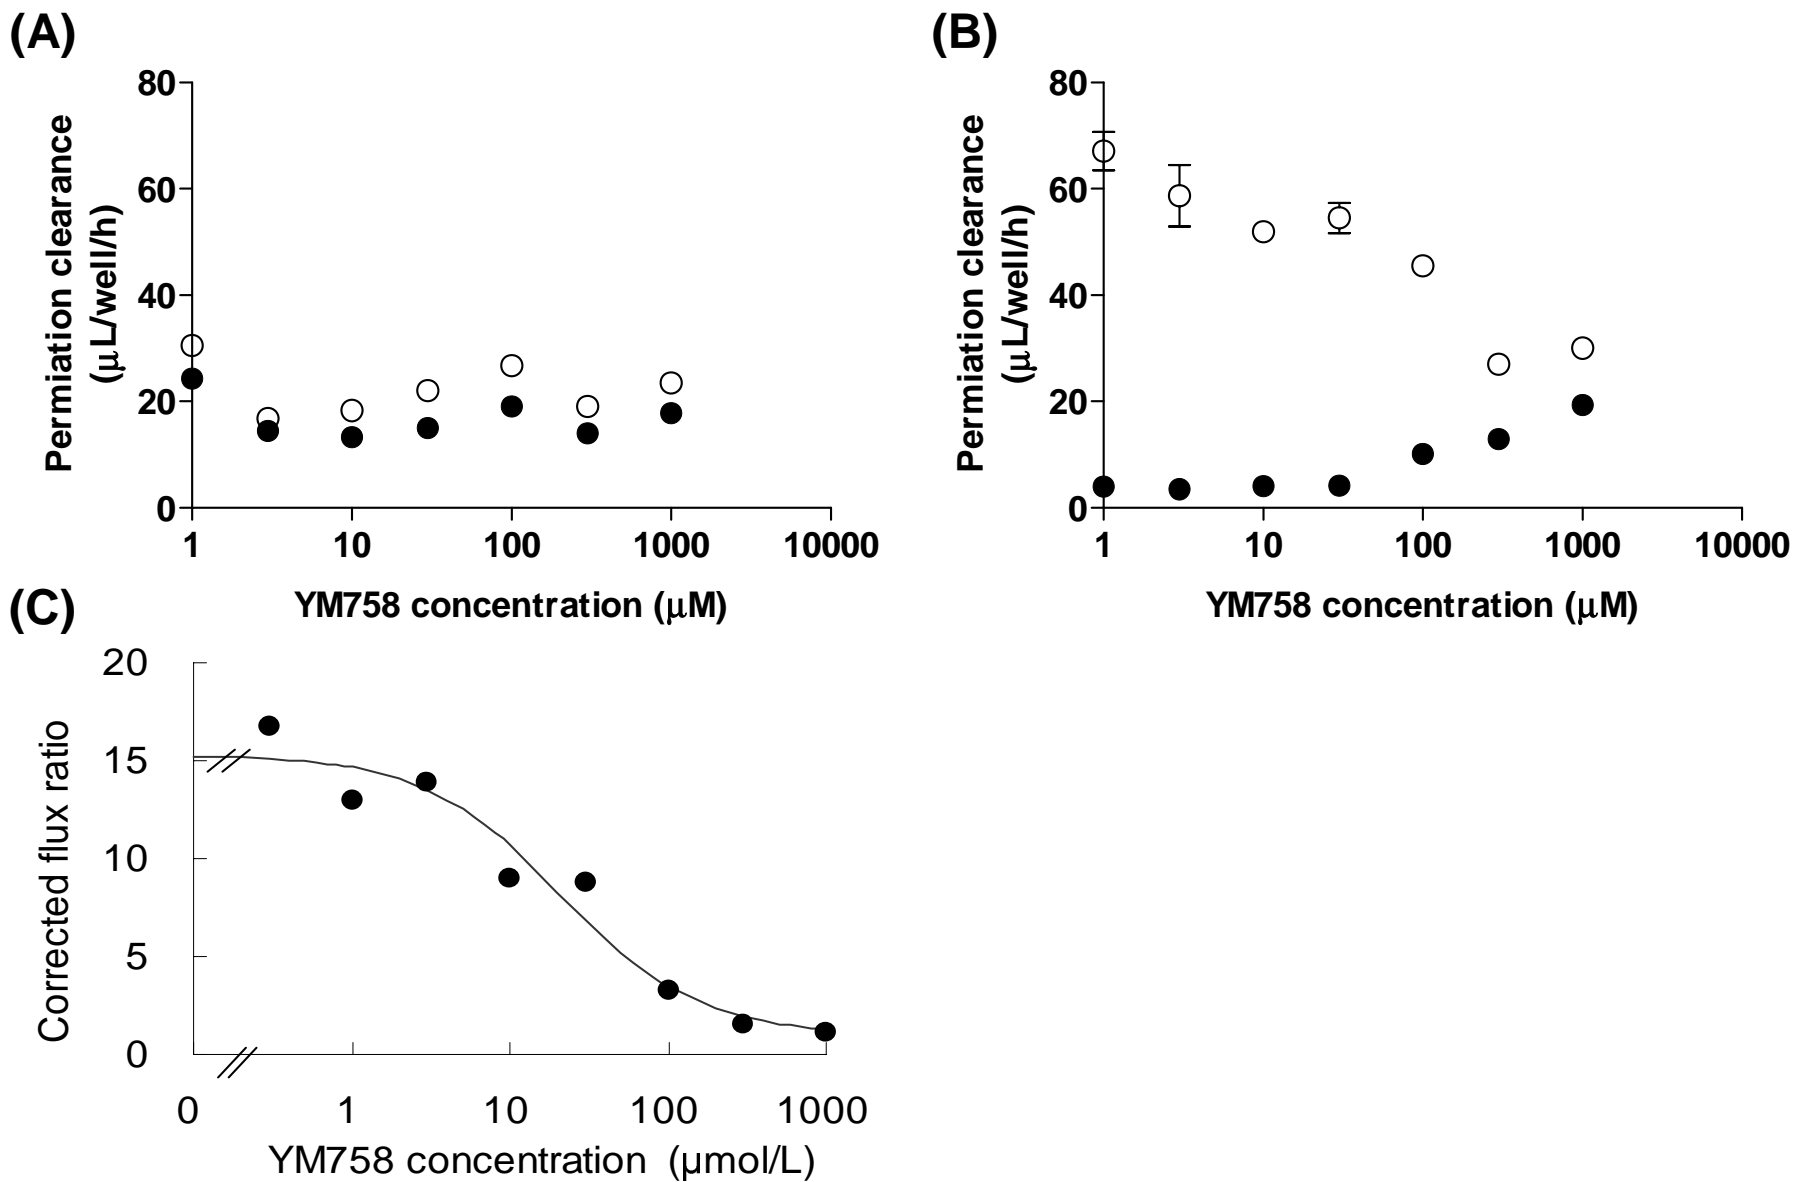 (A)
Permiation clearance
(μL/well/h)
80
60
40
20
0
1 10 100 1000 10000
YM758 concentration (μM)
(B)
Permiation clearance
(μL/well/h)
80
60
40
20
0
1 10 100 1000 10000
YM758 concentration (μM)
(C)
Corrected flux ratio
20
15
10
5
0
0 1 10 100 1000
YM758 concentration (μmol/L)